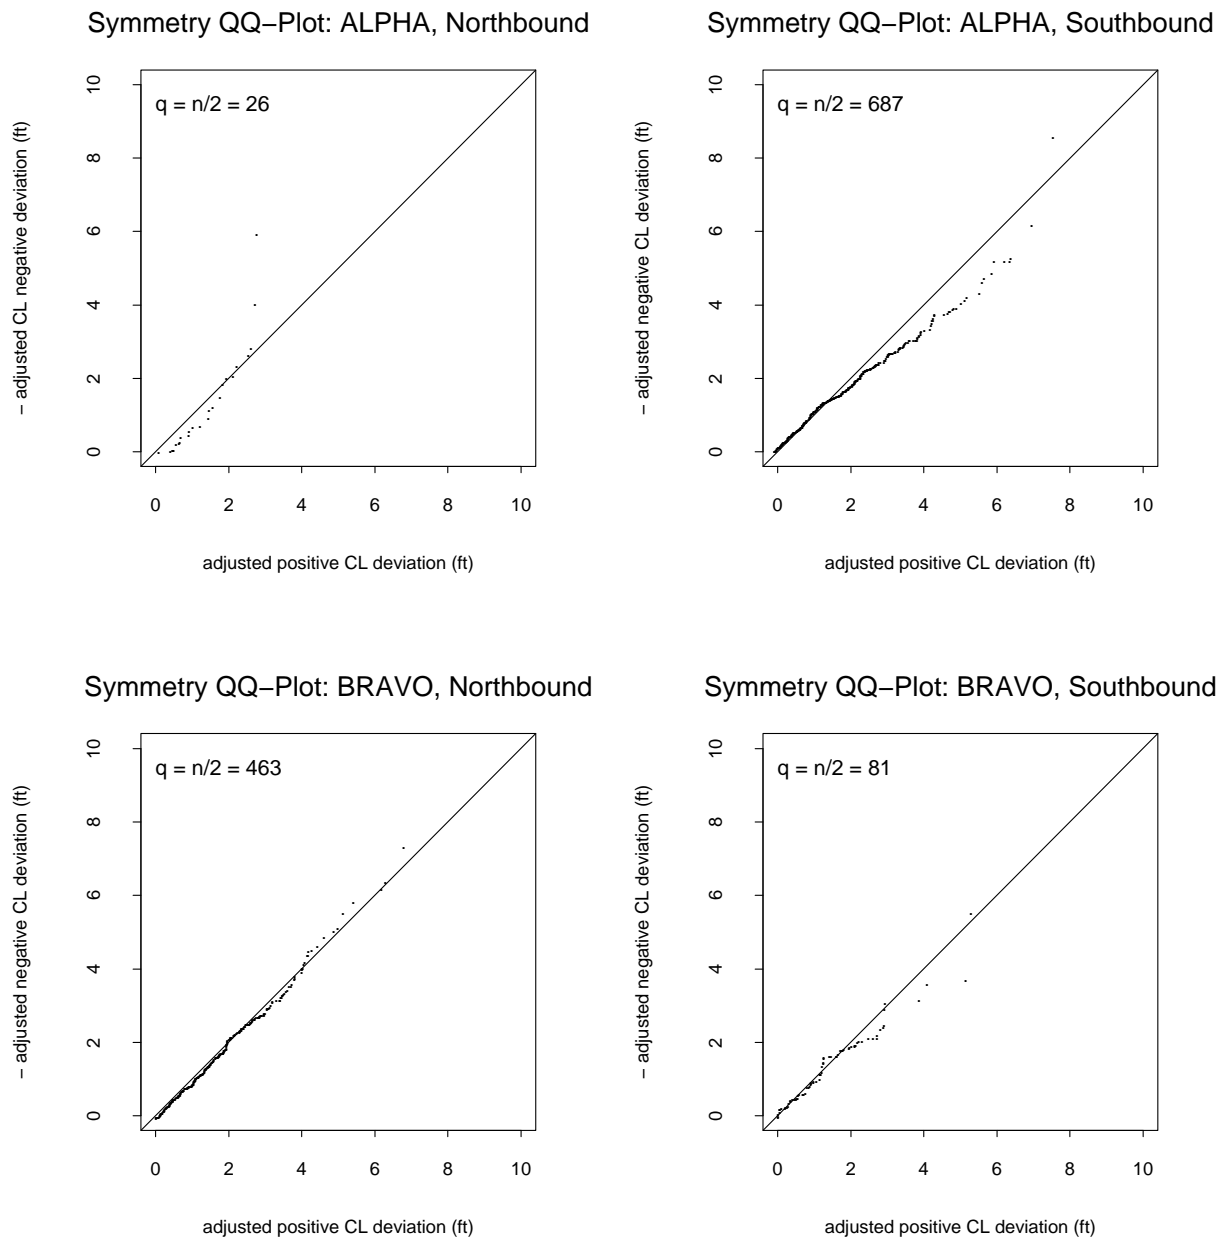 Symmetry QQ−Plot: ALPHA, Northbound
q = n/2 = 26
− adjusted CL negative deviation (ft)
10
8
6
4
2
0
0 2 4 6 8 10
adjusted positive CL deviation (ft)
Symmetry QQ−Plot: ALPHA, Southbound
q = n/2 = 687
− adjusted negative CL deviation (ft)
10
8
6
4
2
0
0 2 4 6 8 10
adjusted positive CL deviation (ft)
Symmetry QQ−Plot: BRAVO, Northbound
q = n/2 = 463
− adjusted negative CL deviation (ft)
10
8
6
4
2
0
0 2 4 6 8 10
adjusted positive CL deviation (ft)
Symmetry QQ−Plot: BRAVO, Southbound
q = n/2 = 81
− adjusted negative CL deviation (ft)
10
8
6
4
2
0
0 2 4 6 8 10
adjusted positive CL deviation (ft)